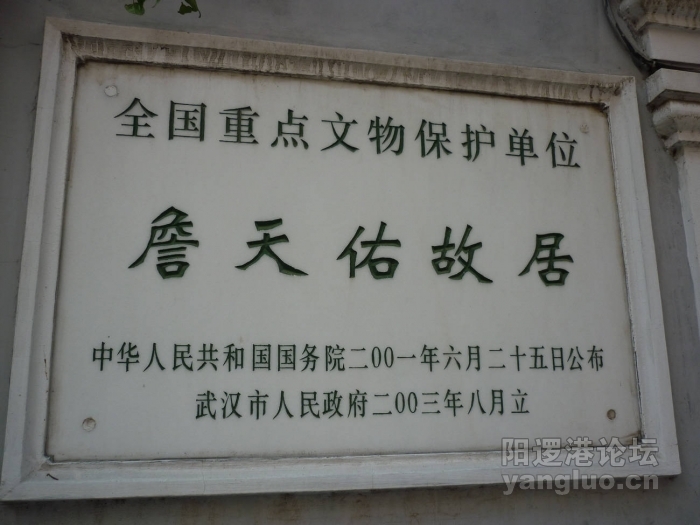 全国重点文物保护单位
詹天佑故居
中华人民共和国国务院二00一年六月二十五日公布
武汉市人民政府二00三年八月立
阳逻港论坛
yangluo.cn